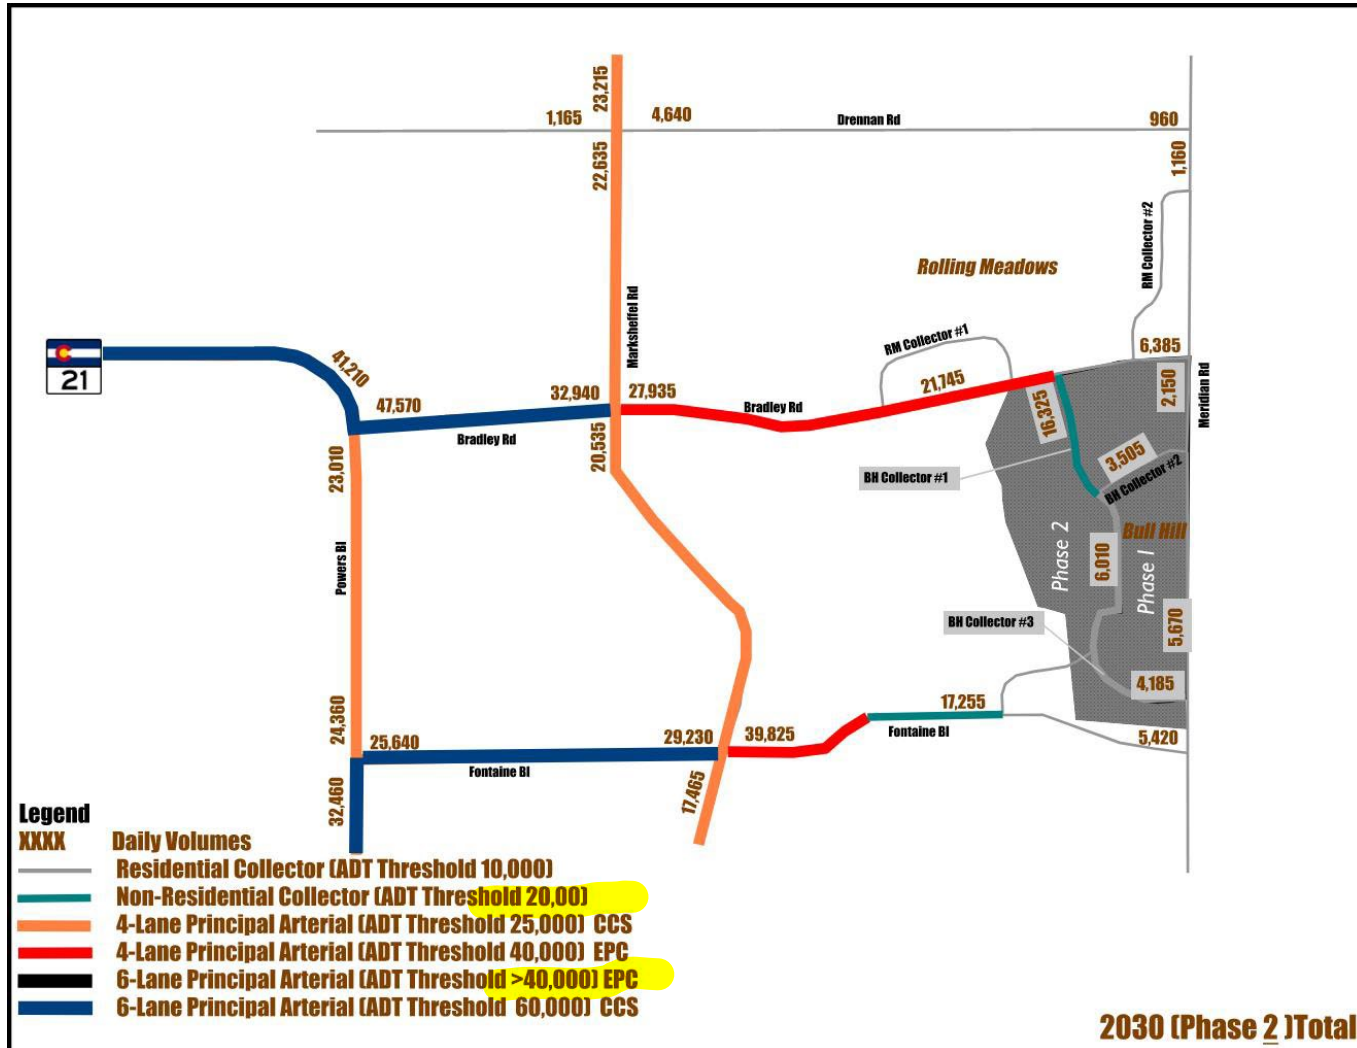 23,215
1,165
4,640
Drennan Rd
960
22,635
1,160
RM Collector #2
Rolling Meadows
Marksheffel Rd
RM Collector #1
6,385
21
41,210
47,570
32,940
27,935
21,745
Bradley Rd
Bradley Rd
16,325
2,150
Meridian Rd
23,010
20,535
3,505
BH Collector #1
BH Collector #2
Bull Hill
Phase 2
6,010
Phase 1
Powers Bl
BH Collector #3
5,670
4,185
24,360
25,640
29,230
39,825
17,255
Fontaine Bl
5,420
Fontaine Bl
32,460
17,465
Legend
XXXX Daily Volumes
Residential Collector (ADT Threshold 10,000)
Non-Residential Collector (ADT Threshold 20,00)
4-Lane Principal Arterial (ADT Threshold 25,000) CCS
4-Lane Principal Arterial (ADT Threshold 40,000) EPC
6-Lane Principal Arterial (ADT Threshold >40,000) EPC
6-Lane Principal Arterial (ADT Threshold 60,000) CCS
2030 (Phase 2 )Total